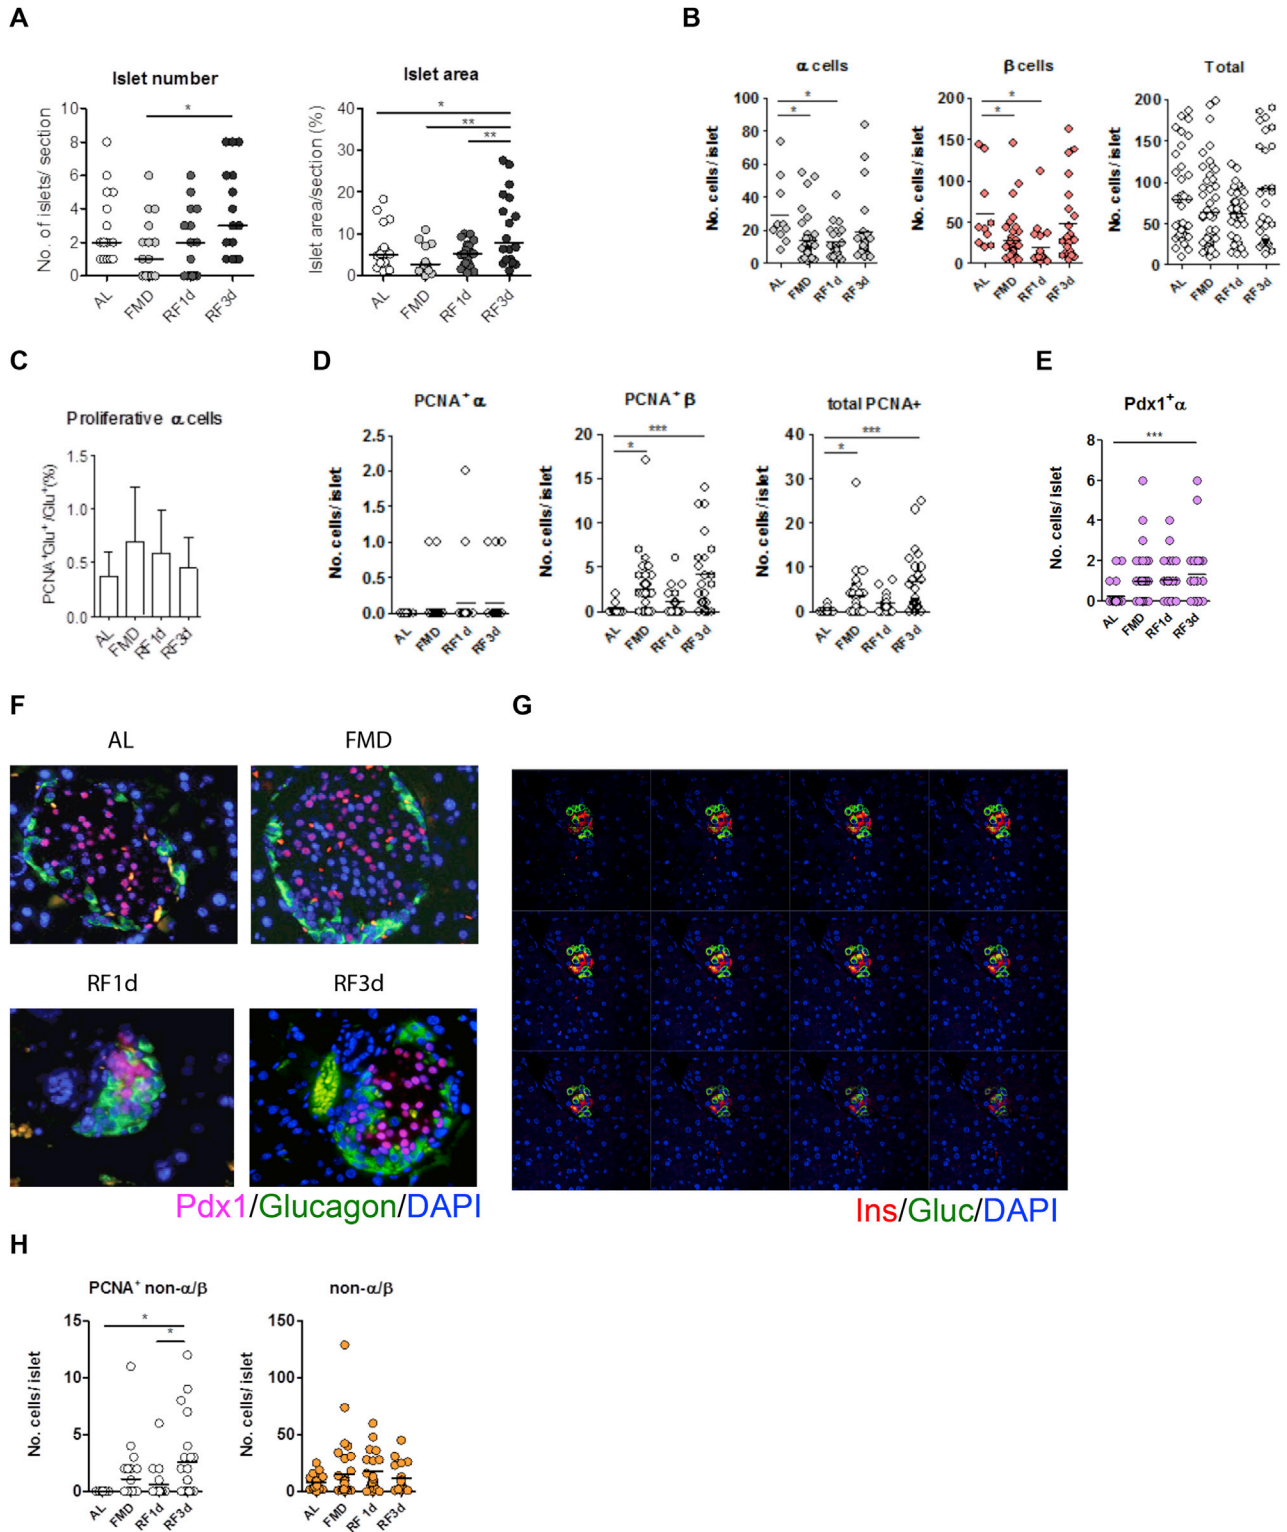 A
Islet number
No. of islets/ section
10
8
6
4
2
0
*
AL
FMD
RF1d
RF3d
Islet area
Islet area/section (%)
40
30
20
10
0
*
**
**
AL
FMD
RF1d
RF3d
B
α cells
No. cells/ islet
100
80
60
40
20
0
*
*
AL
FMD
RF1d
RF3d
β cells
No. cells/ islet
200
150
100
50
0
*
*
AL
FMD
RF1d
RF3d
Total
No. cells/ islet
200
150
100
50
0
AL
FMD
RF1d
RF3d
C
Proliferative α cells
PCNA⁺Glu⁺/Glu⁺(%)
1.5
1.0
0.5
0.0
AL
FMD
RF1d
RF3d
D
PCNA⁺ α
No. cells/ islet
2.5
2.0
1.5
1.0
0.5
0.0
AL
FMD
RF1d
RF3d
PCNA⁺ β
No. cells/ islet
20
15
10
5
0
***
*
AL
FMD
RF1d
RF3d
total PCNA+
No. cells/ islet
40
30
20
10
0
***
*
AL
FMD
RF1d
RF3d
E
Pdx1⁺α
No. cells/ islet
8
6
4
2
0
***
AL
FMD
RF1d
RF3d
F
AL
FMD
RF1d
RF3d
Pdx1/Glucagon/DAPI
G
Ins/Gluc/DAPI
H
PCNA⁺ non-α/β
No. cells/ islet
15
10
5
0
*
*
AL
FMD
RF1d
RF3d
non-α/β
No. cells/ islet
150
100
50
0
AL
FMD
RF 1d
RF3d